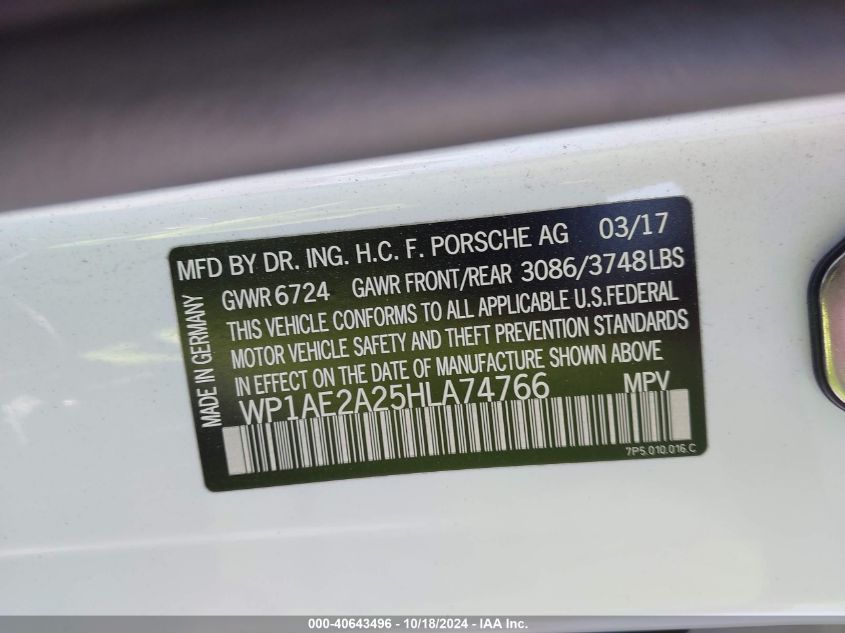 MFD BY DR. ING. H.C. F. PORSCHE AG 03/17
GVWR 6724 GAWR FRONT/REAR 3086/3748LBS
THIS VEHICLE CONFORMS TO ALL APPLICABLE U.S.FEDERAL
MOTOR VEHICLE SAFETY AND THEFT PREVENTION STANDARDS
IN EFFECT ON THE DATE OF MANUFACTURE SHOWN ABOVE
WP1AE2A25HLA74766 MPV
7P5.010.016.C
MADE IN GERMANY
000-40643496 - 10/18/2024 - IAA Inc.